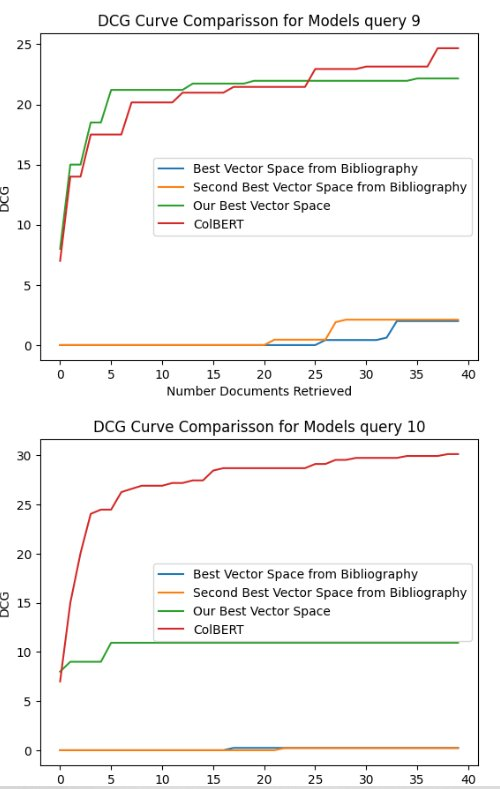 DCG Curve Comparisson for Models query 9
25
20
15
10
5
0
DCG
Best Vector Space from Bibliography
Second Best Vector Space from Bibliography
Our Best Vector Space
ColBERT
0 5 10 15 20 25 30 35 40
Number Documents Retrieved
DCG Curve Comparisson for Models query 10
30
25
20
15
10
5
0
DCG
Best Vector Space from Bibliography
Second Best Vector Space from Bibliography
Our Best Vector Space
ColBERT
0 5 10 15 20 25 30 35 40